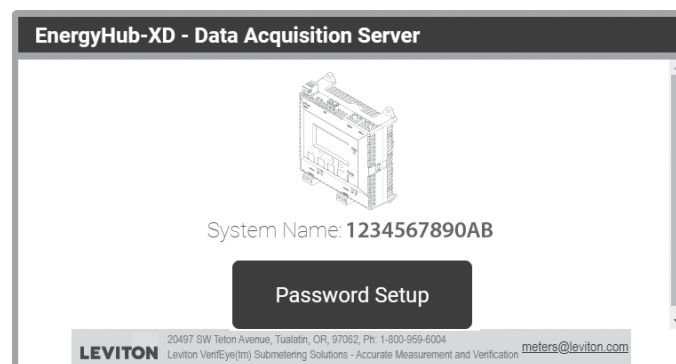 EnergyHub-XD - Data Acquisition Server
System Name: 1234567890AB
Password Setup
LEVITON
20497 SW Teton Avenue, Tualatin, OR, 97062, Ph: 1-800-959-6004
Leviton VerifEye(tm) Submetering Solutions - Accurate Measurement and Verification
meters@leviton.com